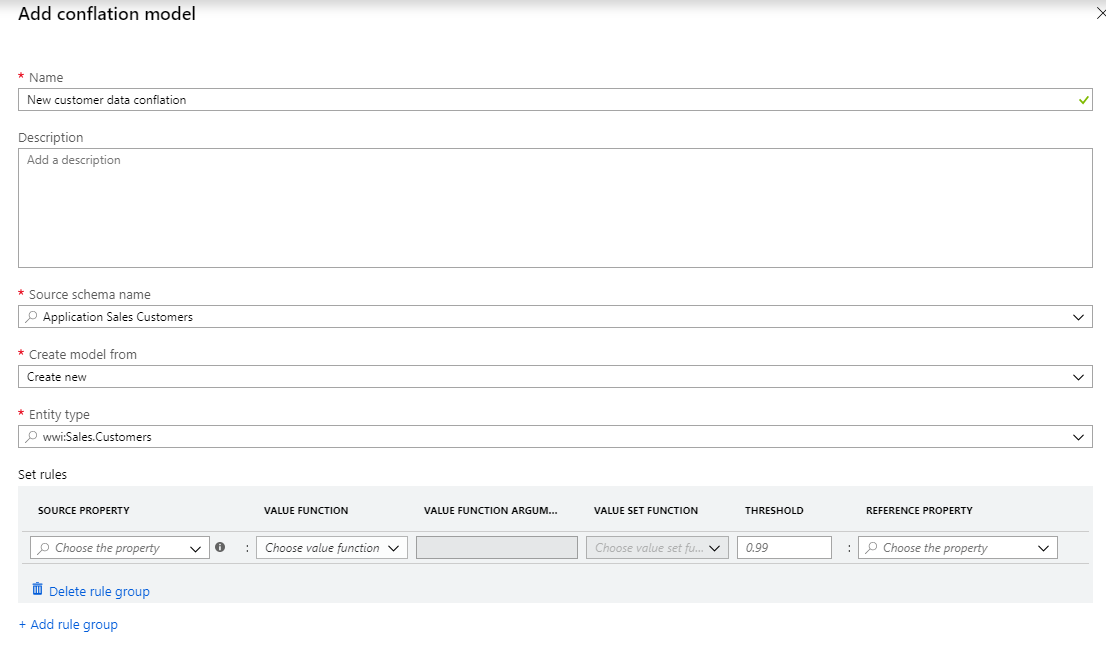 Add conflation model
* Name
New customer data conflation
Description
Add a description
* Source schema name
Application Sales Customers
* Create model from
Create new
* Entity type
wwi:Sales.Customers
Set rules
SOURCE PROPERTY VALUE FUNCTION VALUE FUNCTION ARGUM... VALUE SET FUNCTION THRESHOLD REFERENCE PROPERTY
Choose the property : Choose value function Choose value set fu... 0.99 : Choose the property
Delete rule group
+ Add rule group